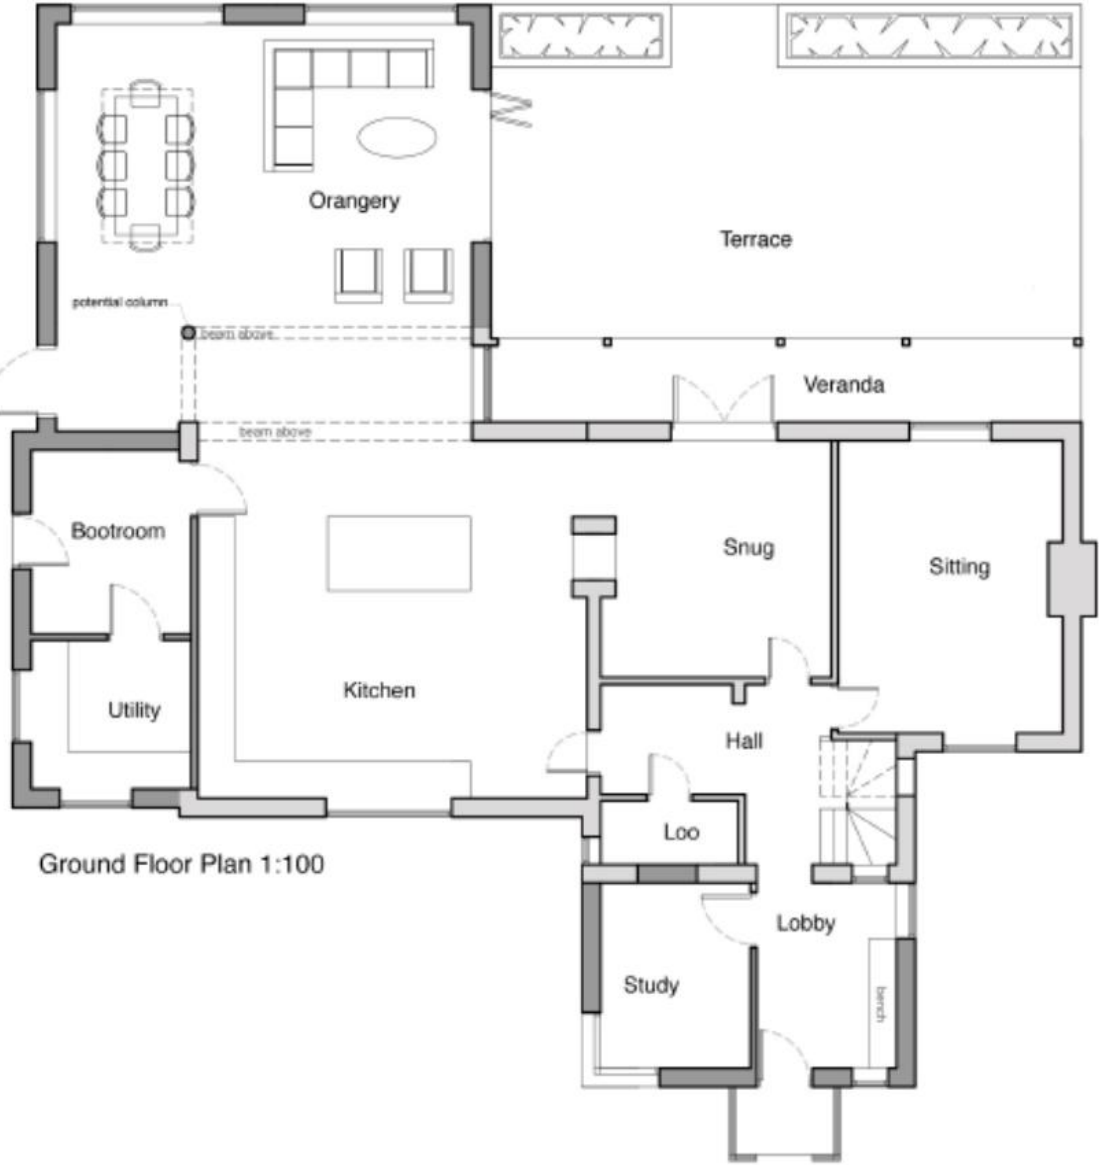 Orangery
Terrace
potential column
beam above
Veranda
beam above
Bootroom
Snug
Sitting
Kitchen
Utility
Hall
Loo
Ground Floor Plan 1:100
Lobby
Study
bench